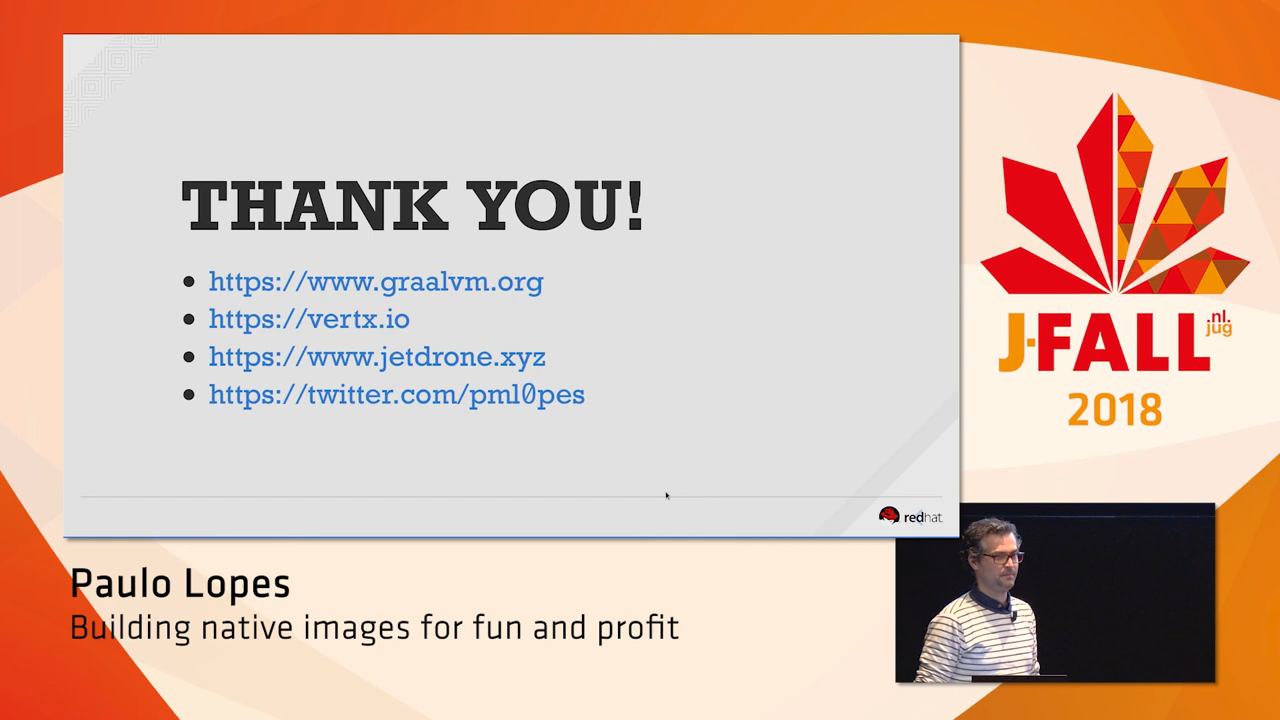 THANK YOU!
https://www.graalvm.org
https://vertx.io
https://www.jetdrone.xyz
https://twitter.com/pml0pes
redhat.
J-FALL nl.jug
2018
Paulo Lopes
Building native images for fun and profit